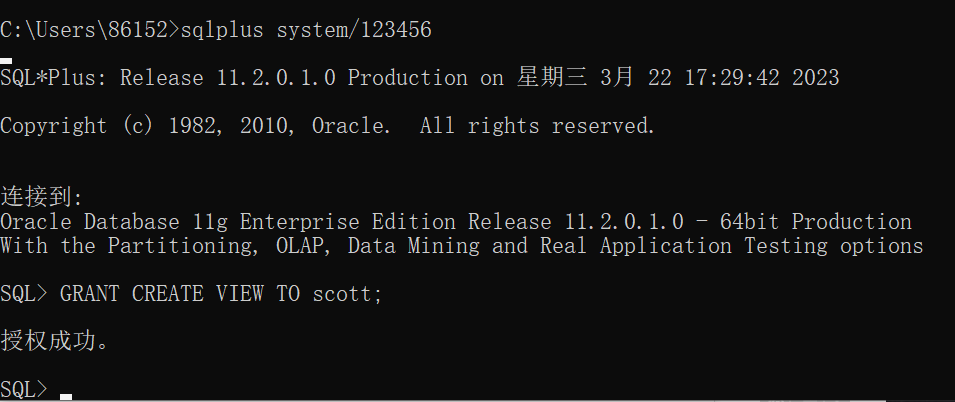 C:\Users\86152>sqlplus system/123456
SQL*Plus: Release 11.2.0.1.0 Production on 星期三 3月 22 17:29:42 2023
Copyright (c) 1982, 2010, Oracle.  All rights reserved.
连接到:
Oracle Database 11g Enterprise Edition Release 11.2.0.1.0 - 64bit Production
With the Partitioning, OLAP, Data Mining and Real Application Testing options
SQL> GRANT CREATE VIEW TO scott;
授权成功。
SQL>